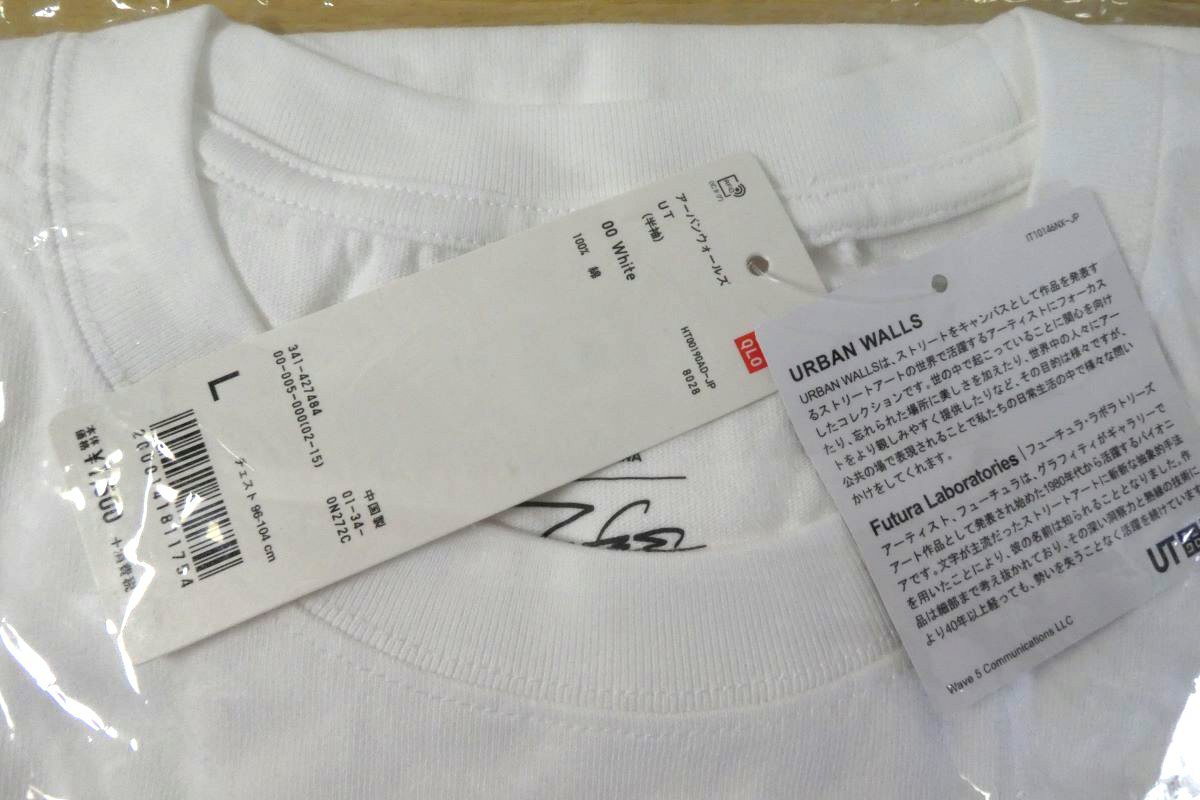 アーバンウォールズ
UT
(半袖)
00 White
100% 綿
HT00190AD-JP
8028
QLO
341-427484
00-005-000(02-15)
L
中国製
01-34-
0N272C
チェスト 96-104 cm
本体
価格
+消費税
IT10146NX-JP
URBAN WALLS
URBAN WALLSは、ストリートをキャンバスとして作品を発表す
るストリートアートの世界で活躍するアーティストにフォーカス
したコレクションです。世の中で起こっていることに関心を向け
たり、忘れられた場所に美しさを加えたり、世界中の人々にアー
トをより親しみやすく提供したりなど、その目的は様々ですが、
公共の場で表現されることで私たちの日常生活の中で様々な問い
かけをしてくれます。
Futura Laboratories | フューチュラ・ラボラトリーズ
アーティスト、フューチュラは、グラフィティがギャラリーで
アート作品として発表され始めた1980年代から活躍するパイオニ
アです。文字が主流だったストリートアートに斬新な抽象的手法
を用いたことにより、彼の名前は知られることとなりました。作
品は細部まで考え抜かれており、その深い洞察力と熟練の技術に
より40年以上経っても、勢いを失うことなく活躍を続けています
UT
Wave 5 Communications LLC